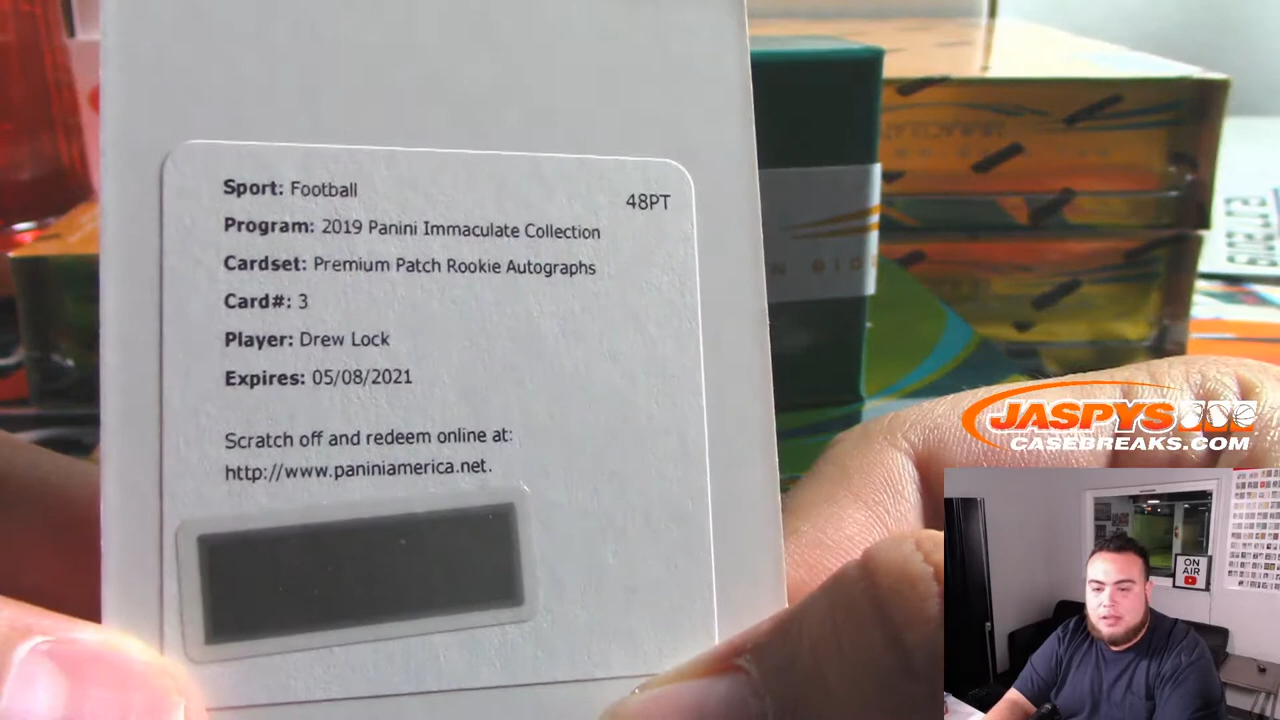 Sport: Football
48PT
Program: 2019 Panini Immaculate Collection
Cardset: Premium Patch Rookie Autographs
Card#: 3
Player: Drew Lock
Expires: 05/08/2021
Scratch off and redeem online at:
http://www.paniniamerica.net.
JASPYS
CASEBREAKS.COM
ON
AIR